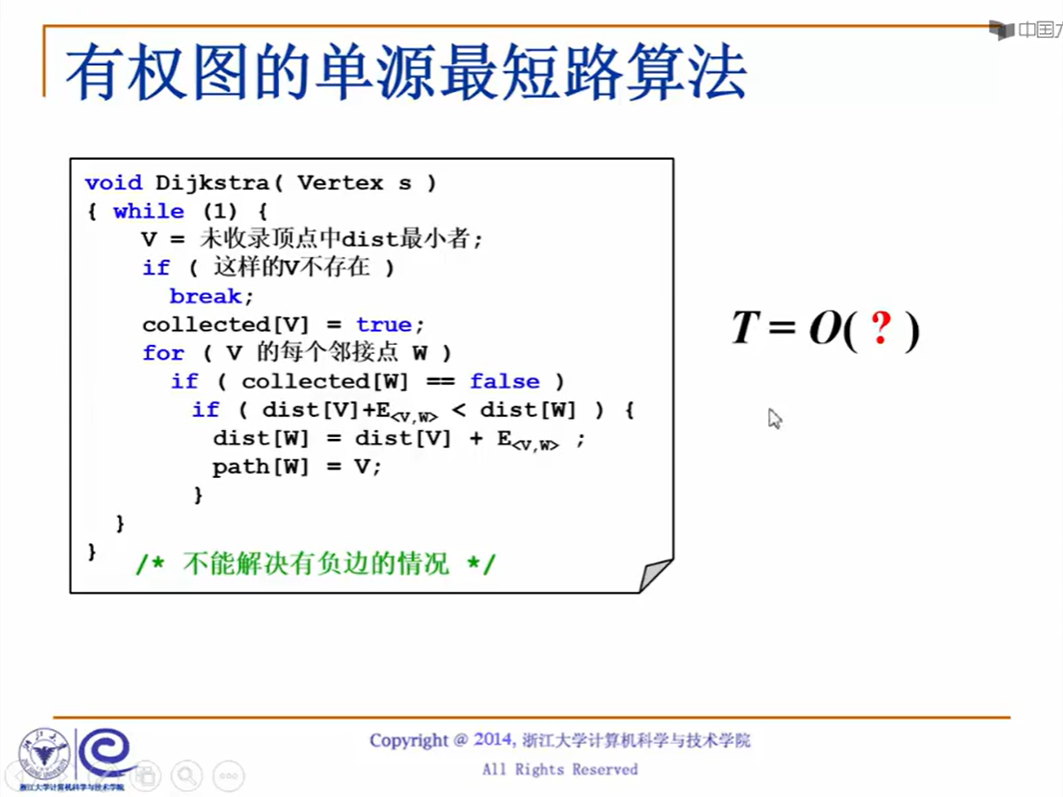 中国
有权图的单源最短路算法
void Dijkstra( Vertex s )
{ while (1) {
V = 未收录顶点中dist最小者;
if ( 这样的V不存在 )
break;
collected[V] = true;
for ( V 的每个邻接点 W )
if ( collected[W] == false )
if ( dist[V]+E<V,W> < dist[W] ) {
dist[W] = dist[V] + E<V,W> ;
path[W] = V;
}
}
}
/* 不能解决有负边的情况 */
T = O( ? )
浙江大学计算机科学与技术学院
Copyright @ 2014, 浙江大学计算机科学与技术学院
All Rights Reserved